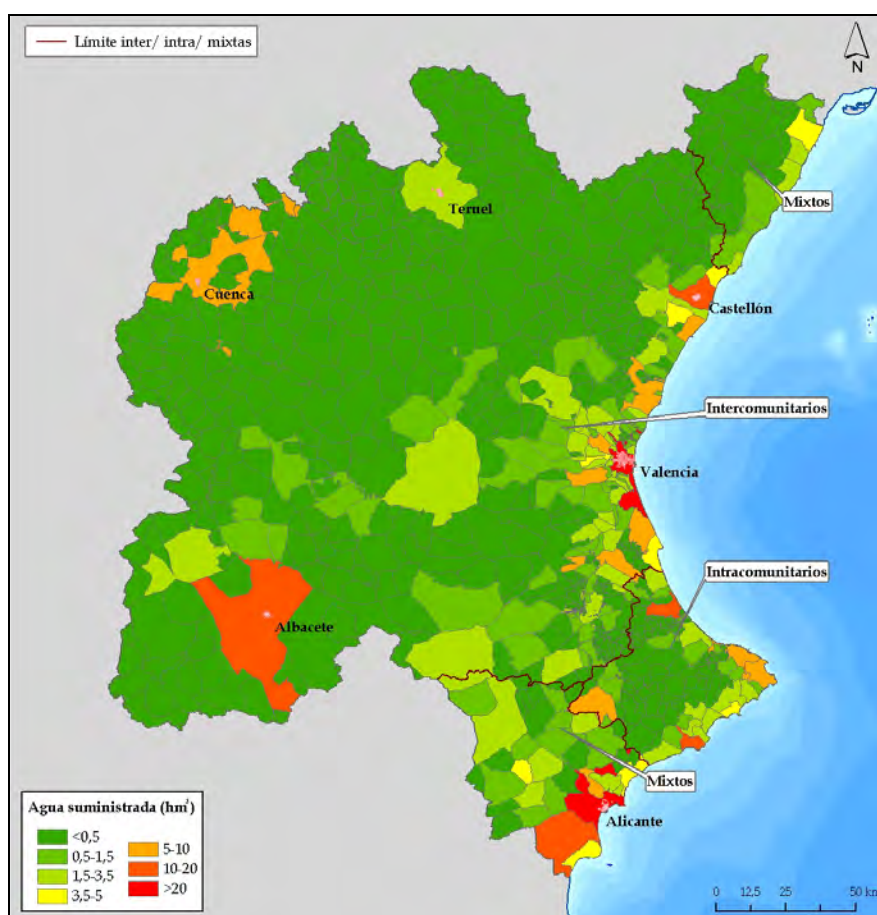 Límite inter/ intra/ mixtas
N
Mixtos
Teruel
Cuenca
Castellón
Intercomunitarios
Valencia
Intracomunitarios
Albacete
Mixtos
Alicante
Agua suministrada (hm³)
<0,5
0,5-1,5
1,5-3,5
3,5-5
5-10
10-20
>20
0 12,5 25 50 km